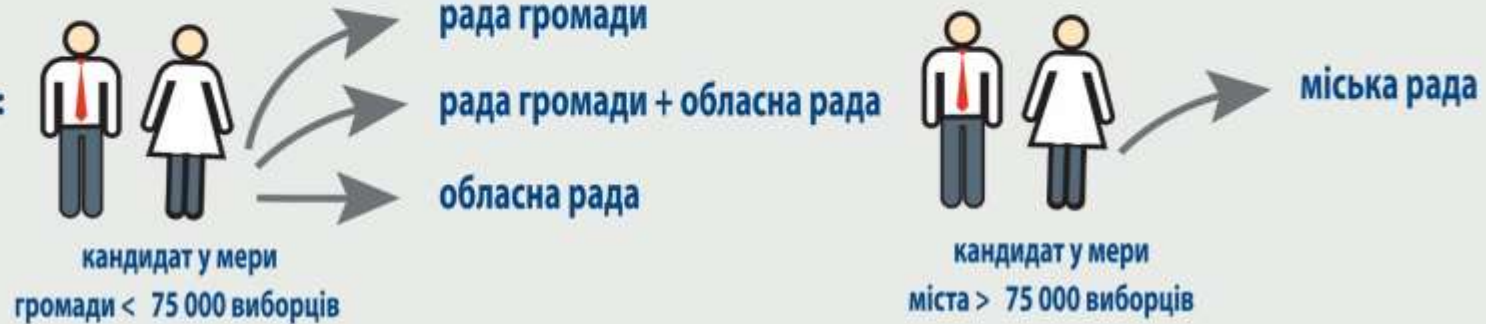 рада громади
рада громади + обласна рада
обласна рада
:
кандидат у мери
громади < 75 000 виборців
міська рада
кандидат у мери
міста > 75 000 виборців